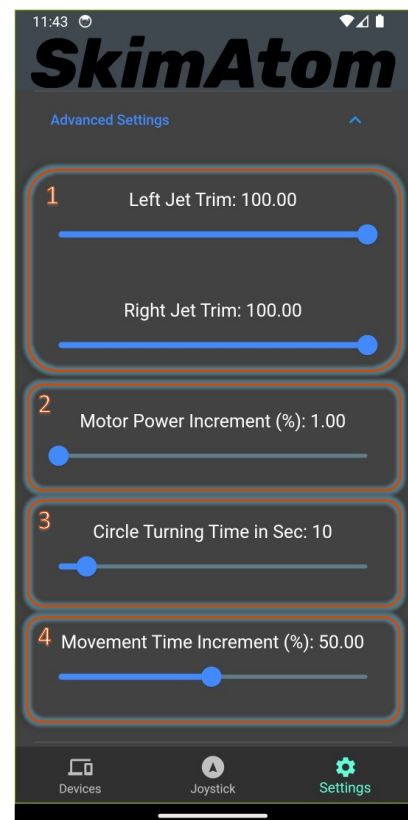 11:43
SkimAtom
Advanced Settings
1
Left Jet Trim: 100.00
Right Jet Trim: 100.00
2
Motor Power Increment (%): 1.00
3
Circle Turning Time in Sec: 10
4
Movement Time Increment (%): 50.00
Devices Joystick Settings